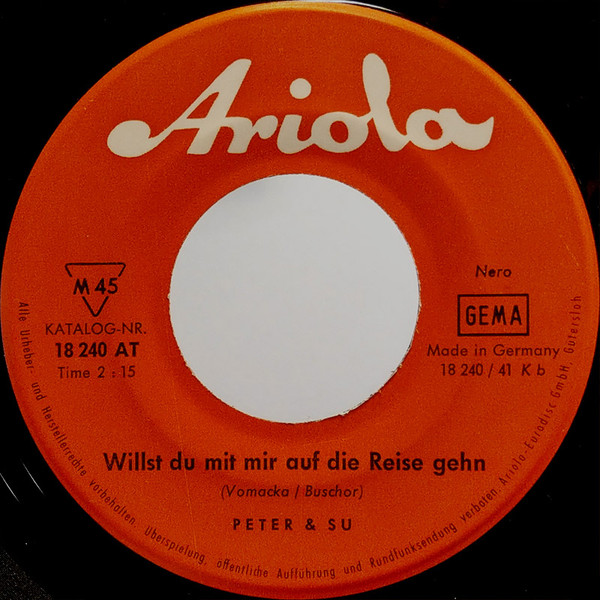 Ariola
M 45
KATALOG-NR.
18 240 AT
Time 2 : 15
Nero
GEMA
Made in Germany
18 240 / 41 K b
Willst du mit mir auf die Reise gehn
(Vomacka / Buschor)
PETER & SU
Alle Urheber- und Herstellerrechte vorbehalten. Überspielung, öffentliche Aufführung und Rundfunksendung verboten. Ariola-Eurodisc GmbH, Gütersloh